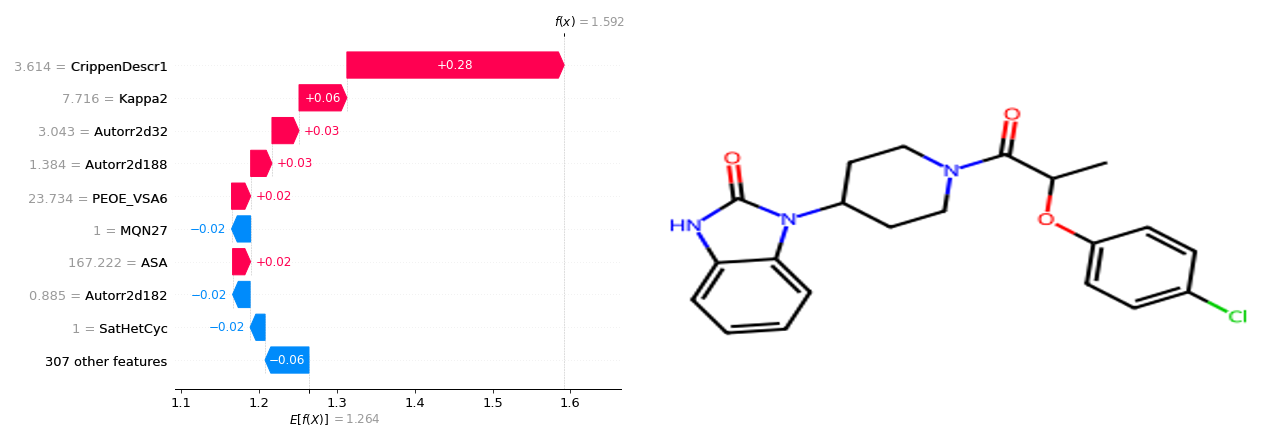 f(x) = 1.592
3.614 = CrippenDescr1
+0.28
7.716 = Kappa2
+0.06
3.043 = Autorr2d32
+0.03
1.384 = Autorr2d188
+0.03
23.734 = PEOE_VSA6
+0.02
1 = MQN27
−0.02
167.222 = ASA
+0.02
0.885 = Autorr2d182
−0.02
1 = SatHetCyc
−0.02
307 other features
−0.06
1.1 1.2 1.3 1.4 1.5 1.6
E[f(X)] = 1.264
O
O
N
HN
N
O
Cl